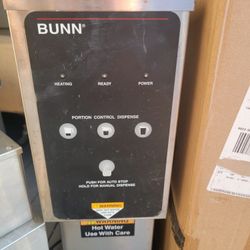 BUNN®
HEATING READY POWER
PORTION CONTROL DISPENSE
PUSH FOR AUTO STOP
HOLD FOR MANUAL DISPENSE
WARNING
WARNING
Hot Water
Use With Care